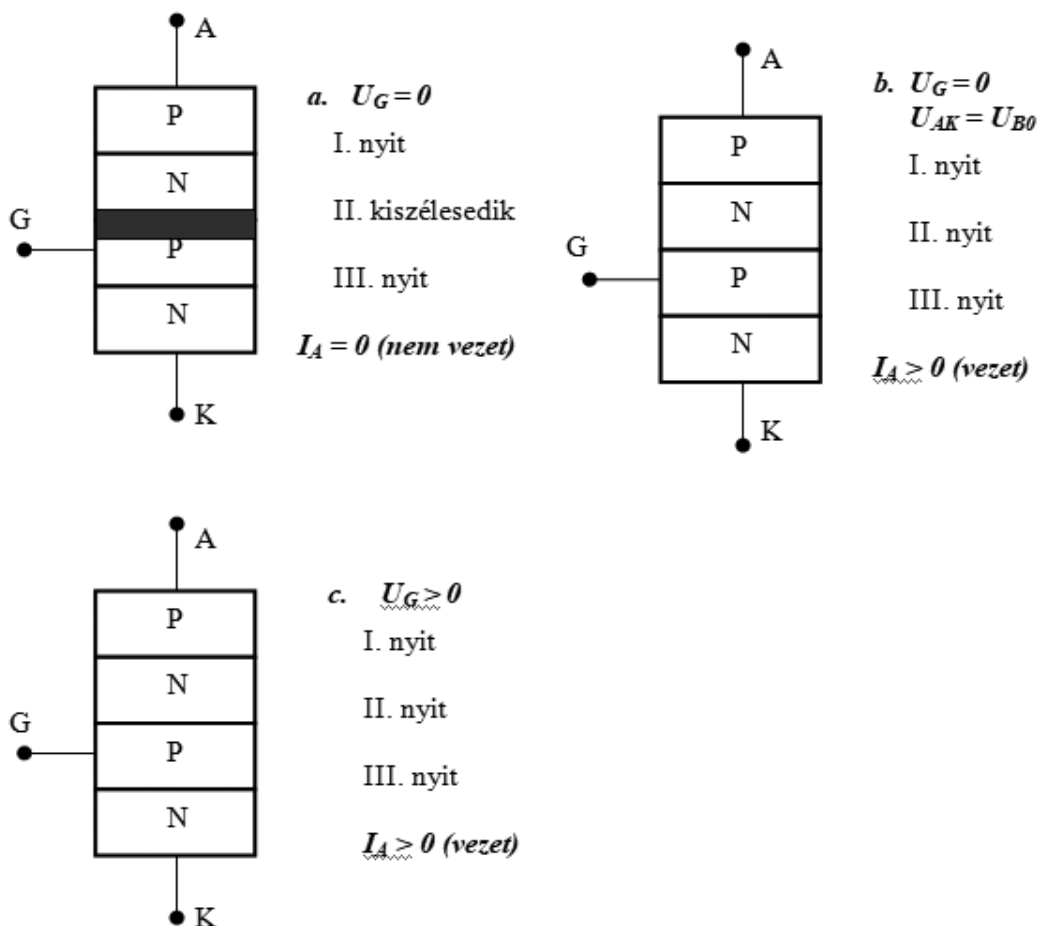 A
P
N
G
P
N
K
a. U_G = 0
I. nyit
II. kiszélesedik
III. nyit
I_A = 0 (nem vezet)
A
P
N
G
P
N
K
b. U_G = 0
U_AK = U_B0
I. nyit
II. nyit
III. nyit
I_A > 0 (vezet)
A
P
N
G
P
N
K
c. U_G > 0
I. nyit
II. nyit
III. nyit
I_A > 0 (vezet)